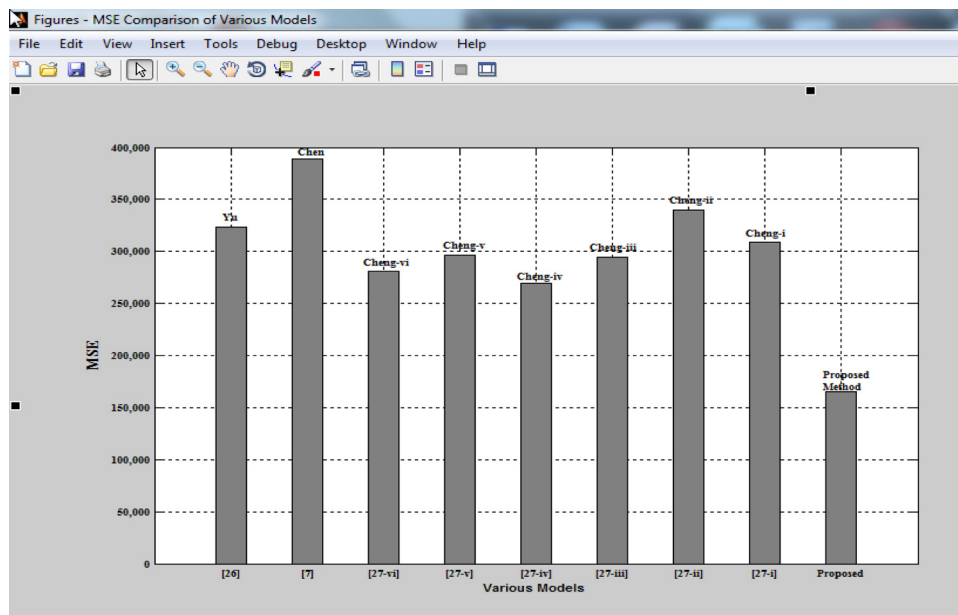 Figures - MSE Comparison of Various Models
File Edit View Insert Tools Debug Desktop Window Help
400,000
350,000
300,000
250,000
200,000
150,000
100,000
50,000
0
MSE
Yu
Chen
Cheng-vi
Cheng-v
Cheng-iv
Cheng-iii
Cheng-ii
Cheng-i
Proposed
Method
[26] [7] [27-vi] [27-v] [27-iv] [27-iii] [27-ii] [27-i] Proposed
Various Models